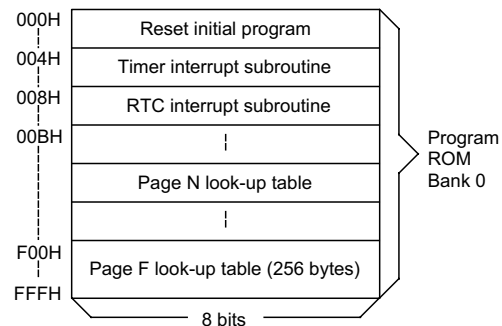 000H
Reset initial program
004H
Timer interrupt subroutine
008H
RTC interrupt subroutine
00BH
Program
ROM
Bank 0
Page N look-up table
F00H
Page F look-up table (256 bytes)
FFFH
8 bits